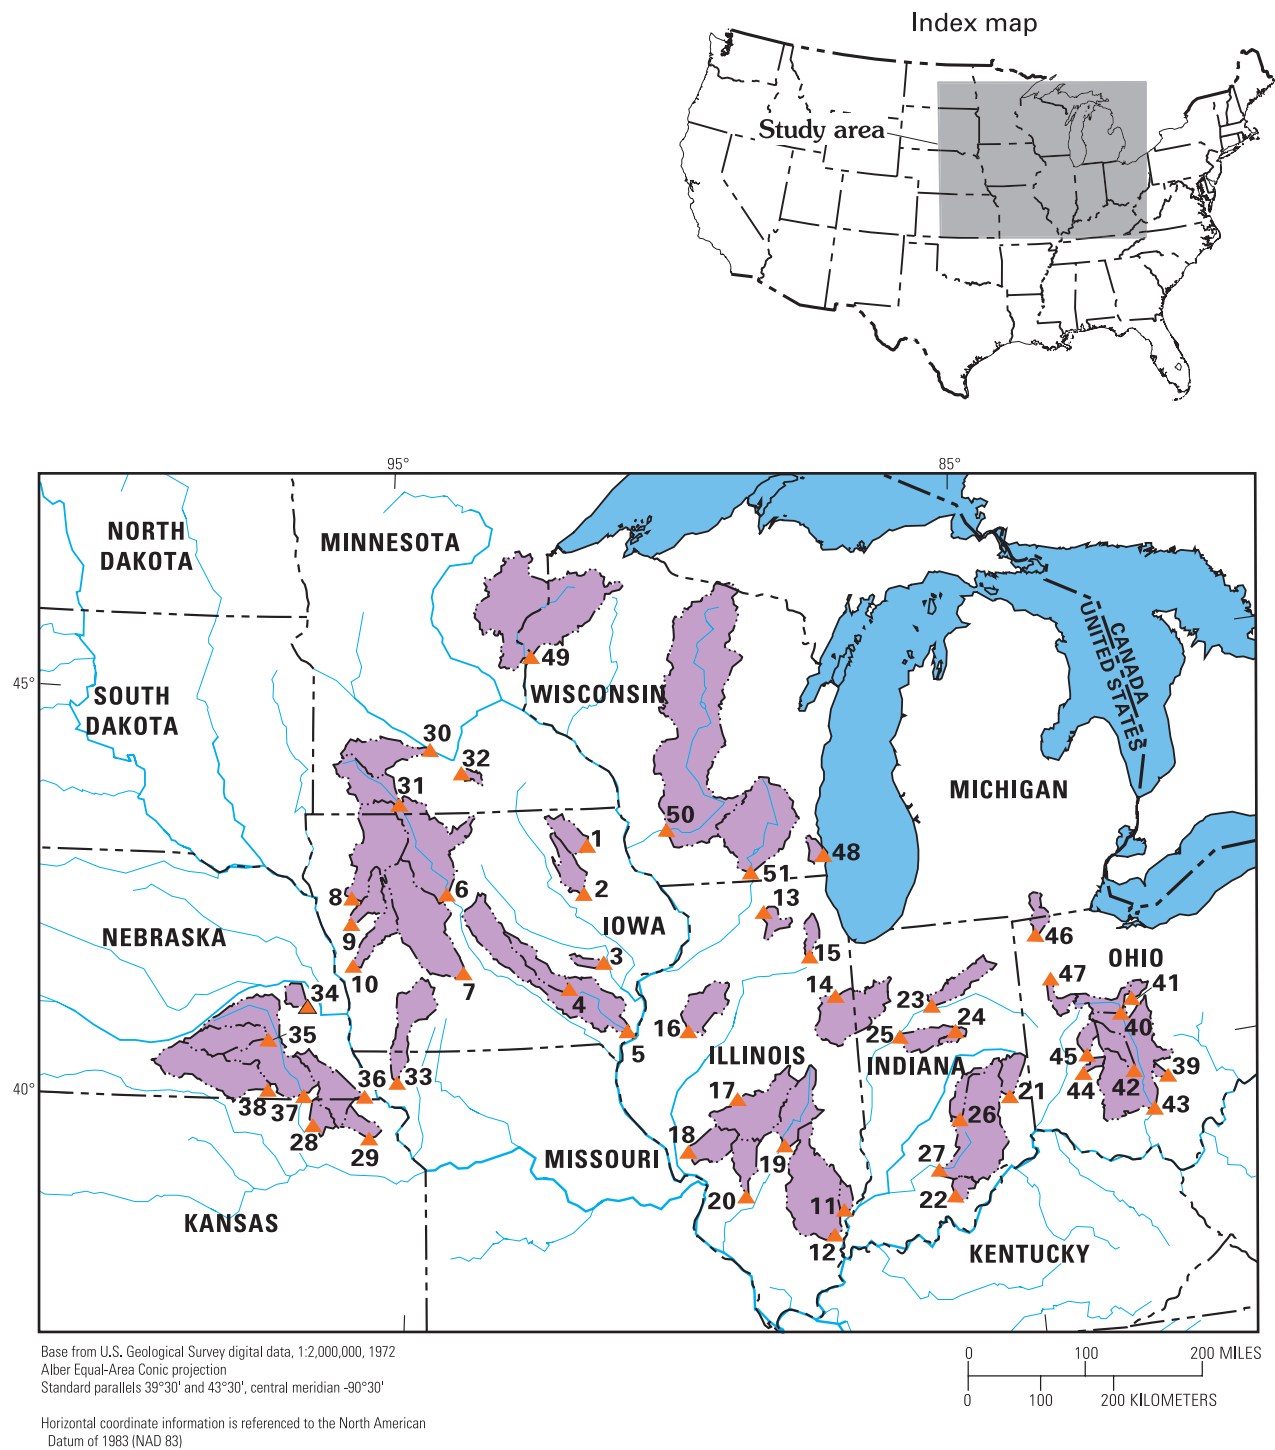 Index map
Study area
95°
85°
NORTH
DAKOTA
MINNESOTA
CANADA
UNITED STATES
49
45°
WISCONSIN
SOUTH
DAKOTA
30
32
31
MICHIGAN
50
1
48
51
6
2
8
13
9
IOWA
NEBRASKA
46
3
15
OHIO
10
7
47
41
34
14
23
4
24
40
16
25
35
5
ILLINOIS
INDIANA
45
39
40°
36
33
42
38
37
17
21
44
43
26
28
18
29
MISSOURI
19
27
20
11
22
KANSAS
12
KENTUCKY
Base from U.S. Geological Survey digital data, 1:2,000,000, 1972
Alber Equal-Area Conic projection
Standard parallels 39°30' and 43°30', central meridian -90°30'
Horizontal coordinate information is referenced to the North American
Datum of 1983 (NAD 83)
0 100 200 MILES
0 100 200 KILOMETERS